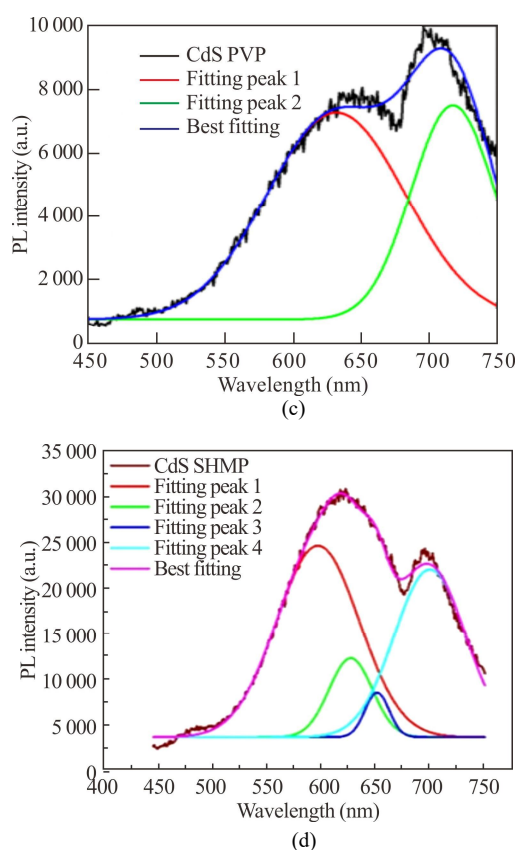 10 000
CdS PVP
Fitting peak 1
8 000
Fitting peak 2
Best fitting
6 000
4 000
2 000
0
PL intensity (a.u.)
450 500 550 600 650 700 750
Wavelength (nm)
(c)
35 000
CdS SHMP
Fitting peak 1
30 000
Fitting peak 2
Fitting peak 3
25 000
Fitting peak 4
Best fitting
20 000
15 000
10 000
5 000
0
PL intensity (a.u.)
400 450 500 550 600 650 700 750
Wavelength (nm)
(d)